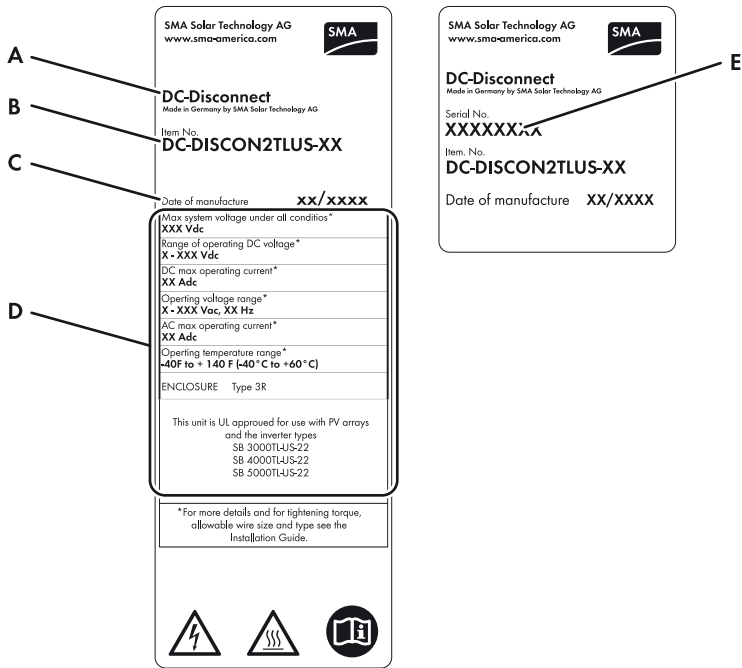 SMA Solar Technology AG
www.sma-america.com
SMA
A
DC-Disconnect
Made in Germany by SMA Solar Technology AG
B
Item No.
DC-DISCON2TLUS-XX
C
Date of manufacture xx/xxxx
D
Max system voltage under all conditios*
XXX Vdc
Range of operating DC voltage*
X - XXX Vdc
DC max operating current*
XX Adc
Operting voltage range*
X - XXX Vac, XX Hz
AC max operating current*
XX Adc
Operting temperature range*
-40F to + 140 F (-40°C to +60°C)
ENCLOSURE Type 3R
This unit is UL approued for use with PV arrays
and the inverter types
SB 3000TL-US-22
SB 4000TL-US-22
SB 5000TL-US-22
*For more details and for tightening torque,
allowable wire size and type see the
Installation Guide.
SMA Solar Technology AG
www.sma-america.com
SMA
E
DC-Disconnect
Made in Germany by SMA Solar Technology AG
Serial No.
XXXXXXXX
Item. No.
DC-DISCON2TLUS-XX
Date of manufacture XX/XXXX